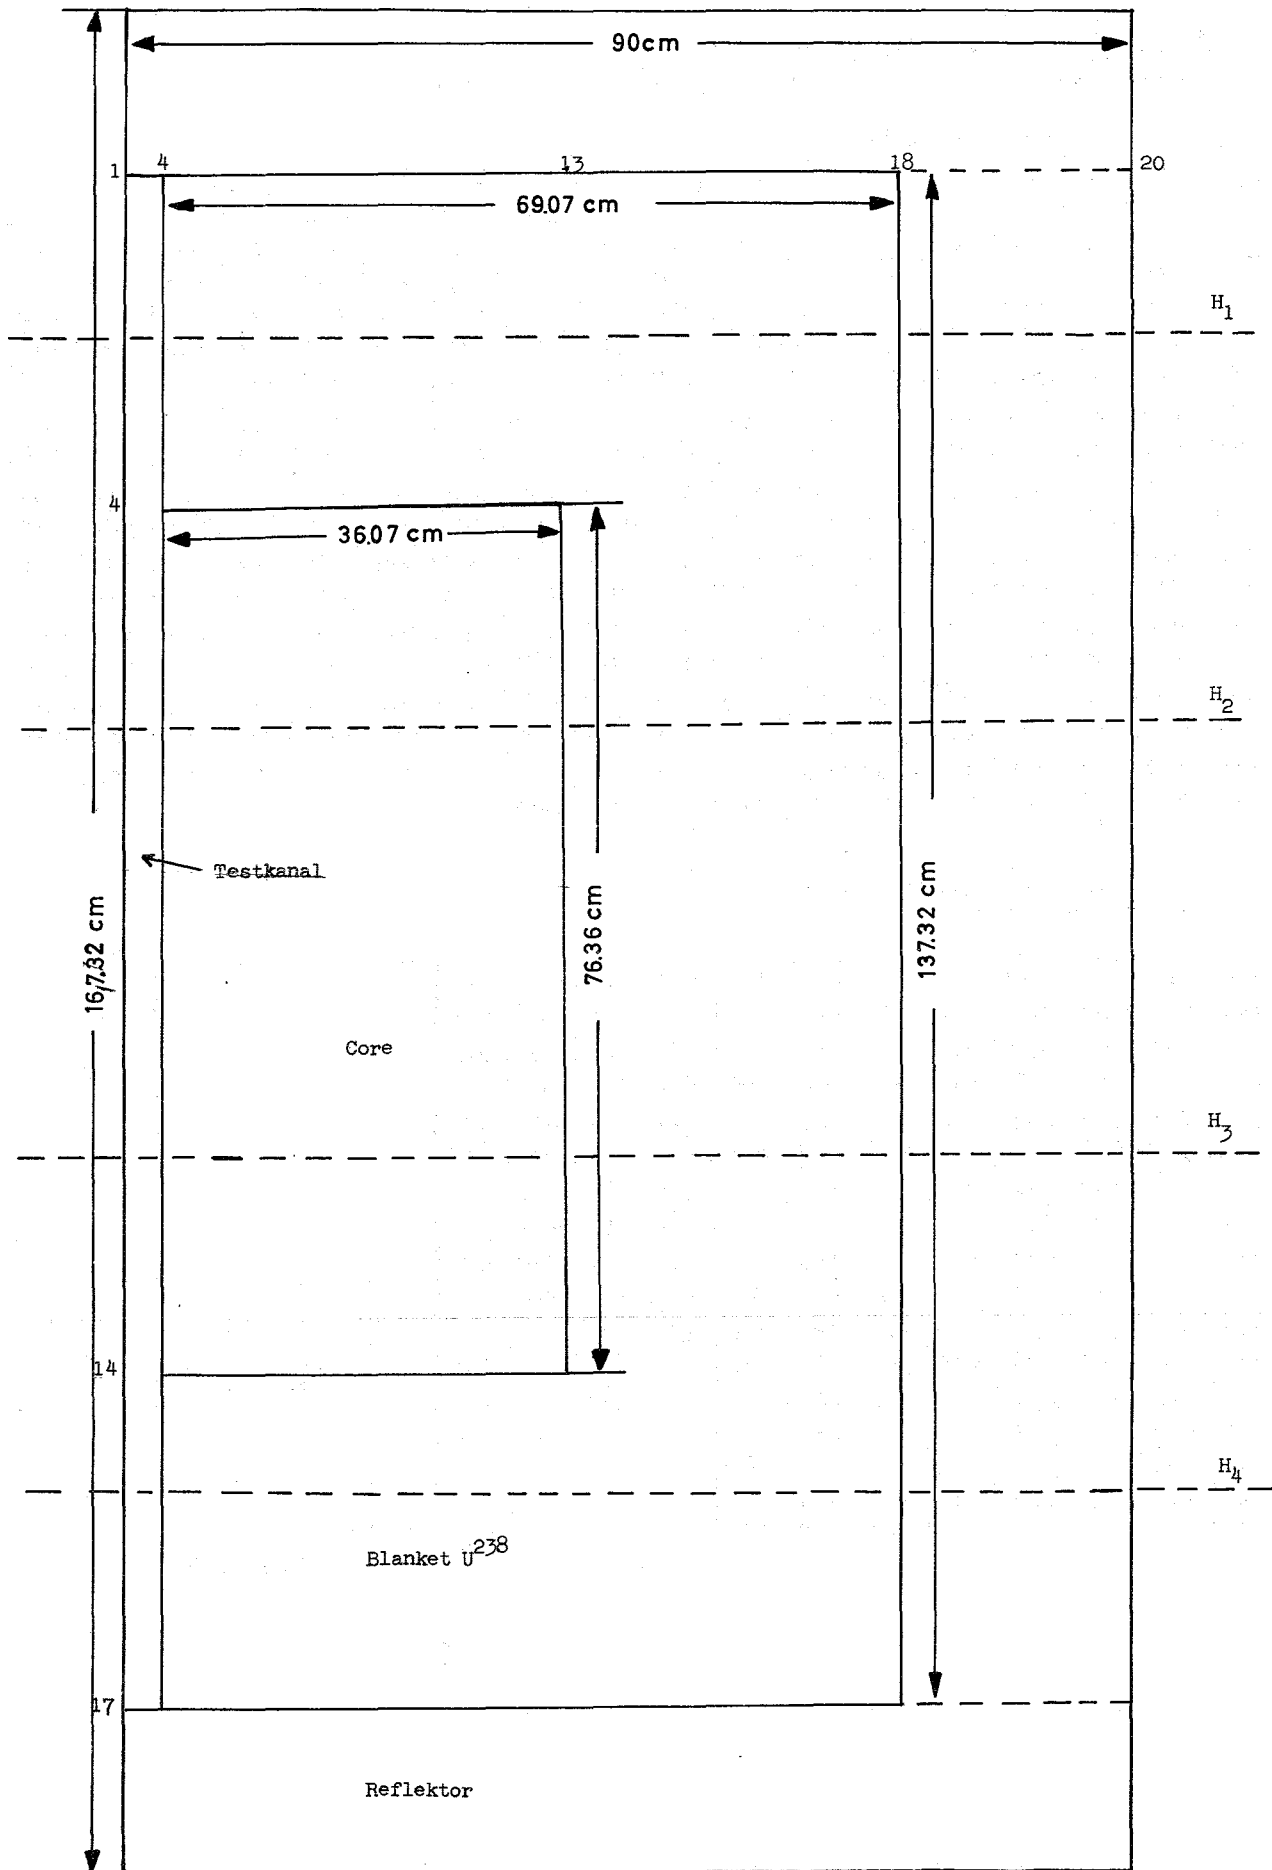 90cm
1 4 13 18 20
69.07 cm
H1
4
36.07 cm
H2
Testkanal
167.32 cm
76.36 cm
137.32 cm
Core
H3
14
H4
Blanket U238
17
Reflektor